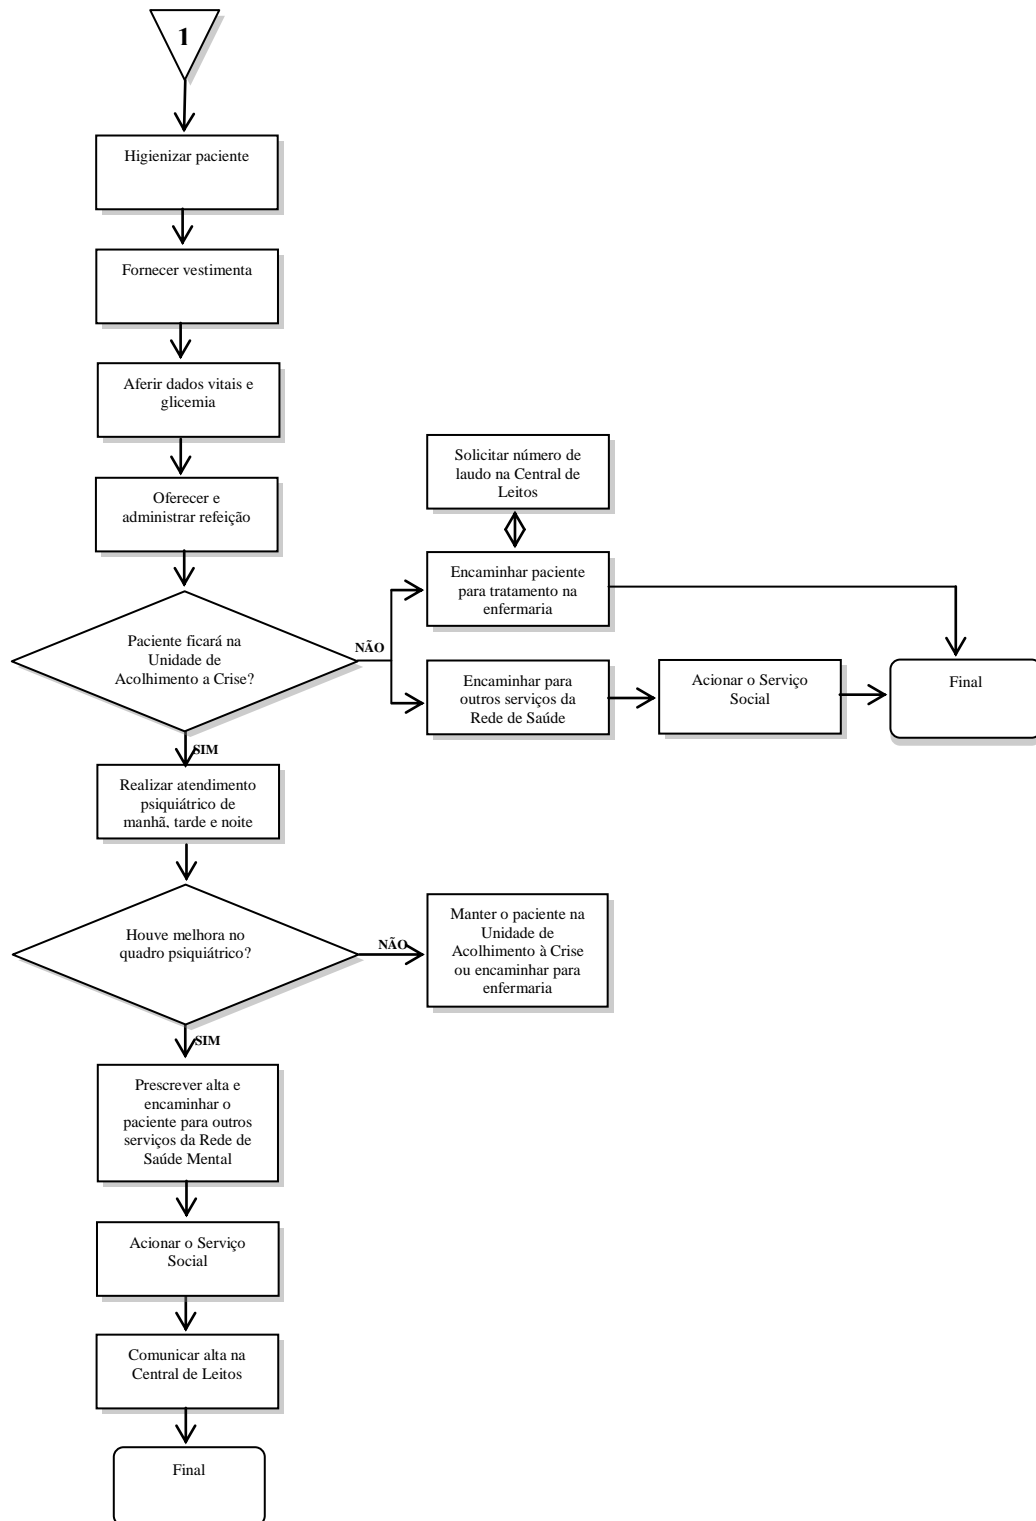 1
Higienizar paciente
Fornecer vestimenta
Aferir dados vitais e
glicemia
Oferecer e
administrar refeição
Solicitar número de
laudo na Central de
Leitos
Encaminhar paciente
para tratamento na
enfermaria
Paciente ficará na
Unidade de
Acolhimento a Crise?
NÃO
Encaminhar para
outros serviços da
Rede de Saúde
Acionar o Serviço
Social
Final
SIM
Realizar atendimento
psiquiátrico de
manhã, tarde e noite
Houve melhora no
quadro psiquiátrico?
NÃO
Manter o paciente na
Unidade de
Acolhimento à Crise
ou encaminhar para
enfermaria
SIM
Prescrever alta e
encaminhar o
paciente para outros
serviços da Rede de
Saúde Mental
Acionar o Serviço
Social
Comunicar alta na
Central de Leitos
Final